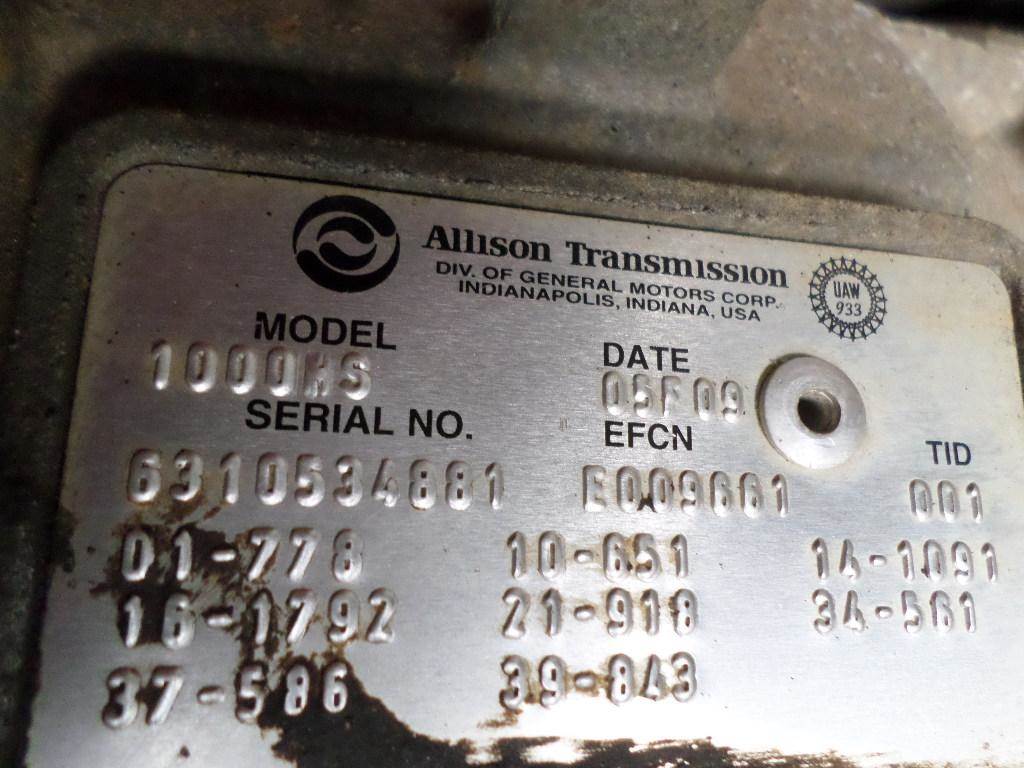 Allison Transmission
DIV. OF GENERAL MOTORS CORP.
INDIANAPOLIS, INDIANA, USA
UAW
933
MODEL
1000HS
DATE
05F09
SERIAL NO.
6310534881
EFCN
E009661
TID
001
01-778 10-651 14-1091
16-1792 21-918 34-561
37-586 39-843